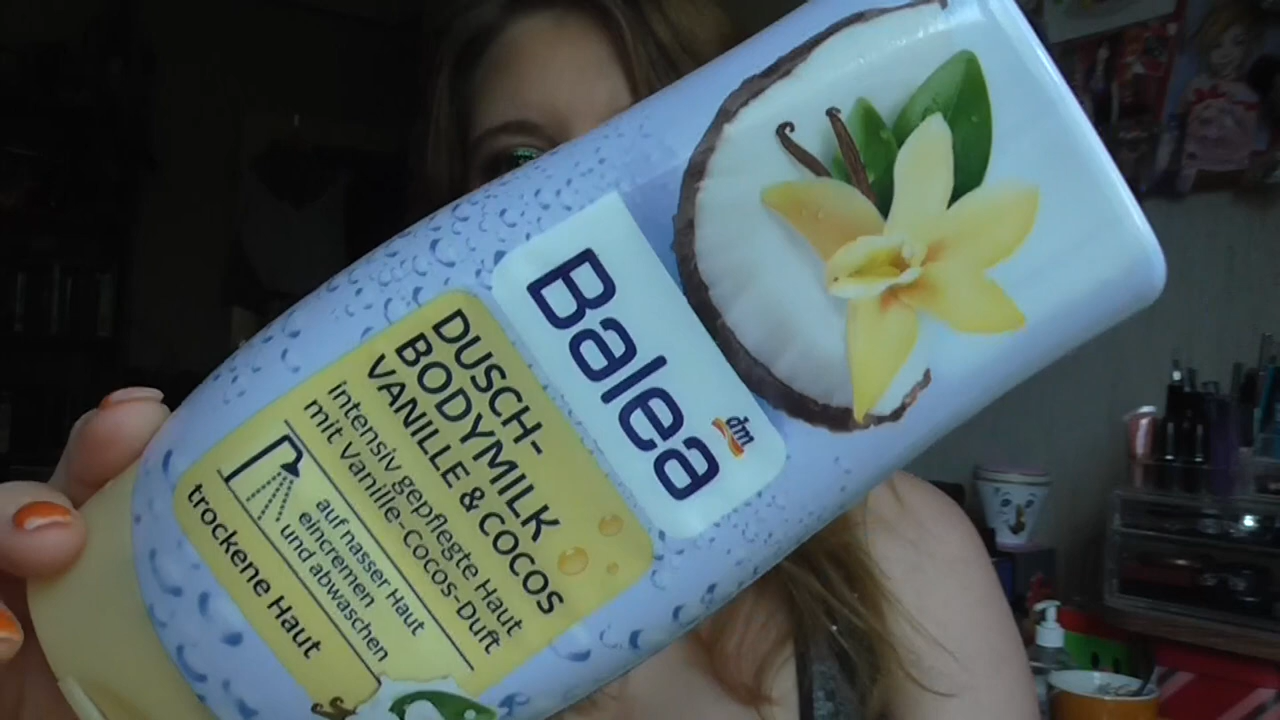 Balea
dm
DUSCH-
BODYMILK
VANILLE & COCOS
Intensiv gepflegte Haut
mit Vanille-Cocos-Duft
auf nasser Haut
eincremen
und abwaschen
trockene Haut